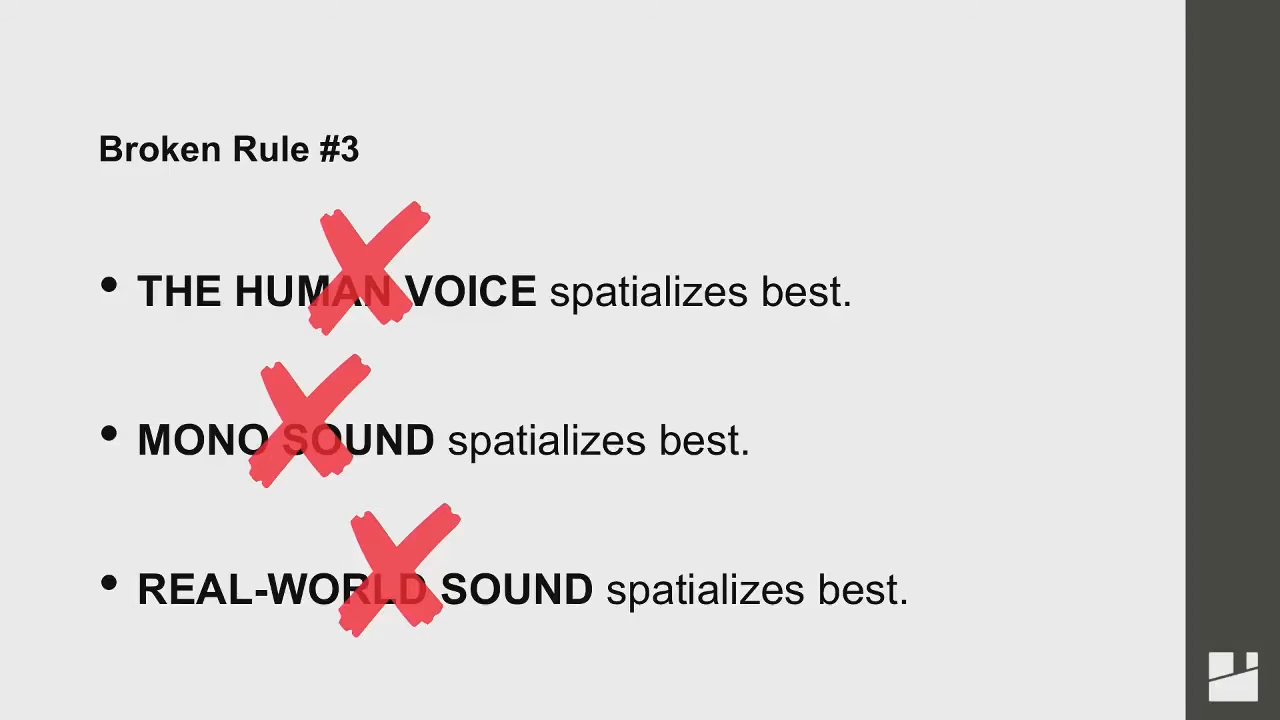 Broken Rule #3
• THE HUMAN VOICE spatializes best.
• MONO SOUND spatializes best.
• REAL-WORLD SOUND spatializes best.